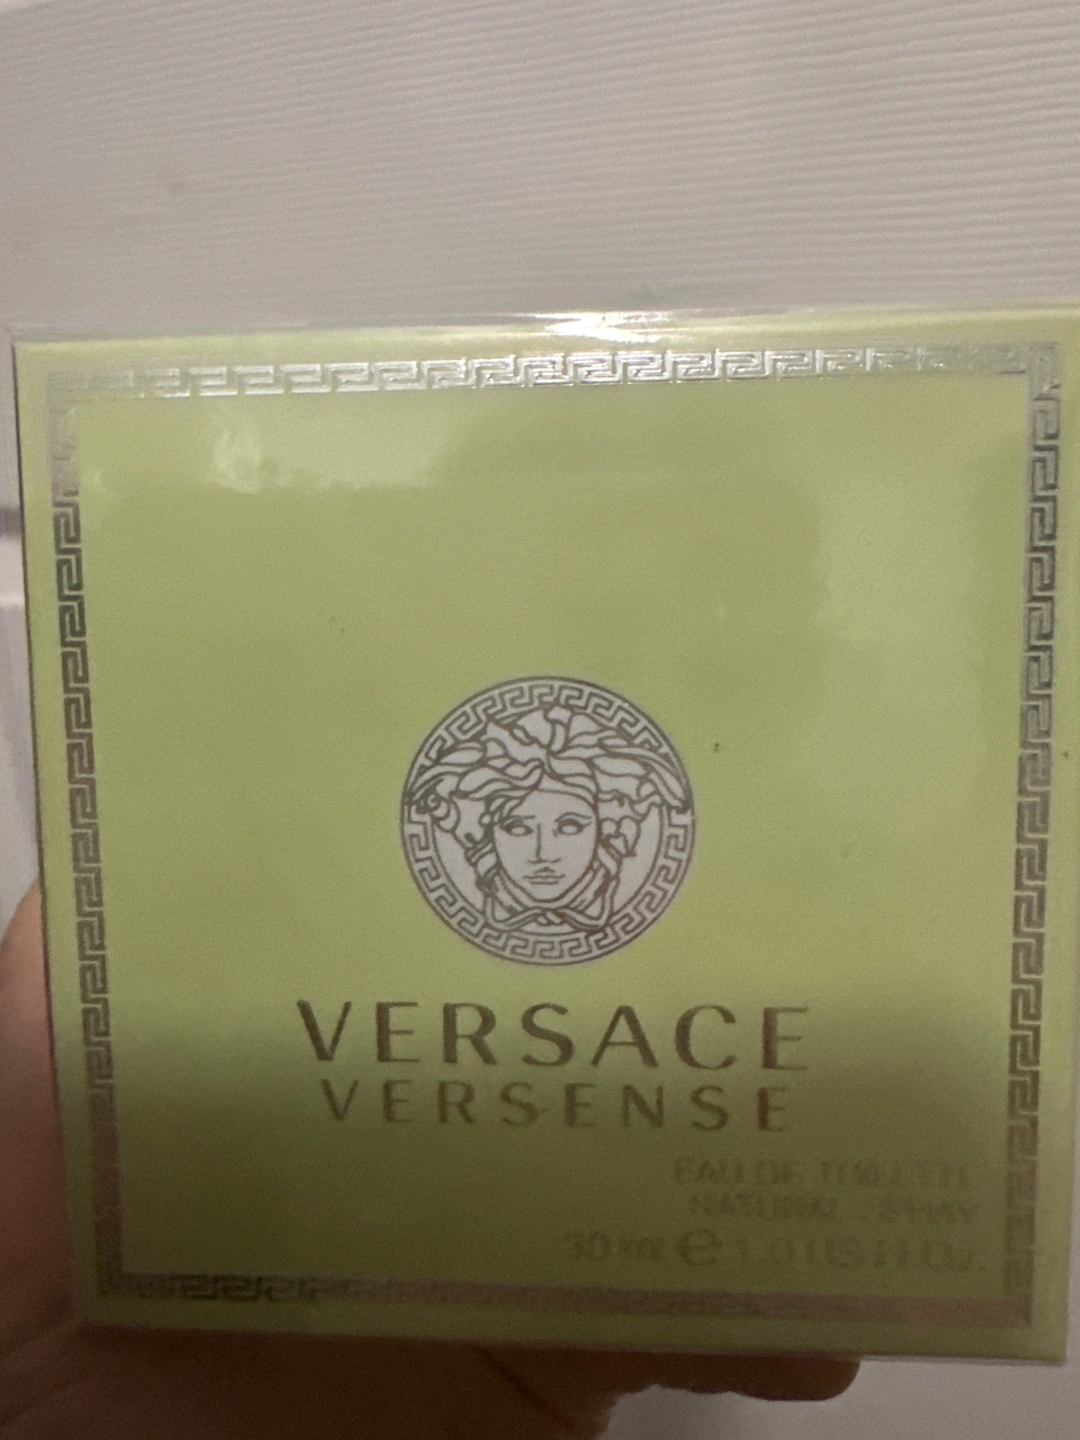 VERSACE
VERSENSE
EAU DE TOILETTE
NATURAL SPRAY
30 ml e 1.0 US Fl.Oz.